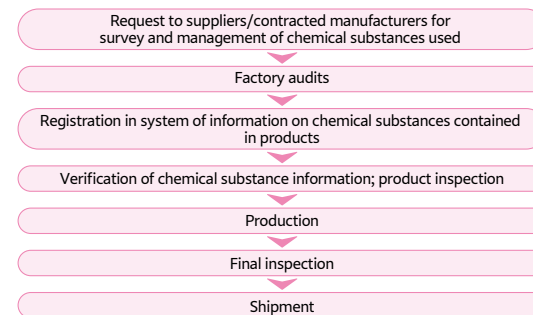 Request to suppliers/contracted manufacturers for
survey and management of chemical substances used
Factory audits
Registration in system of information on chemical substances contained
in products
Verification of chemical substance information; product inspection
Production
Final inspection
Shipment